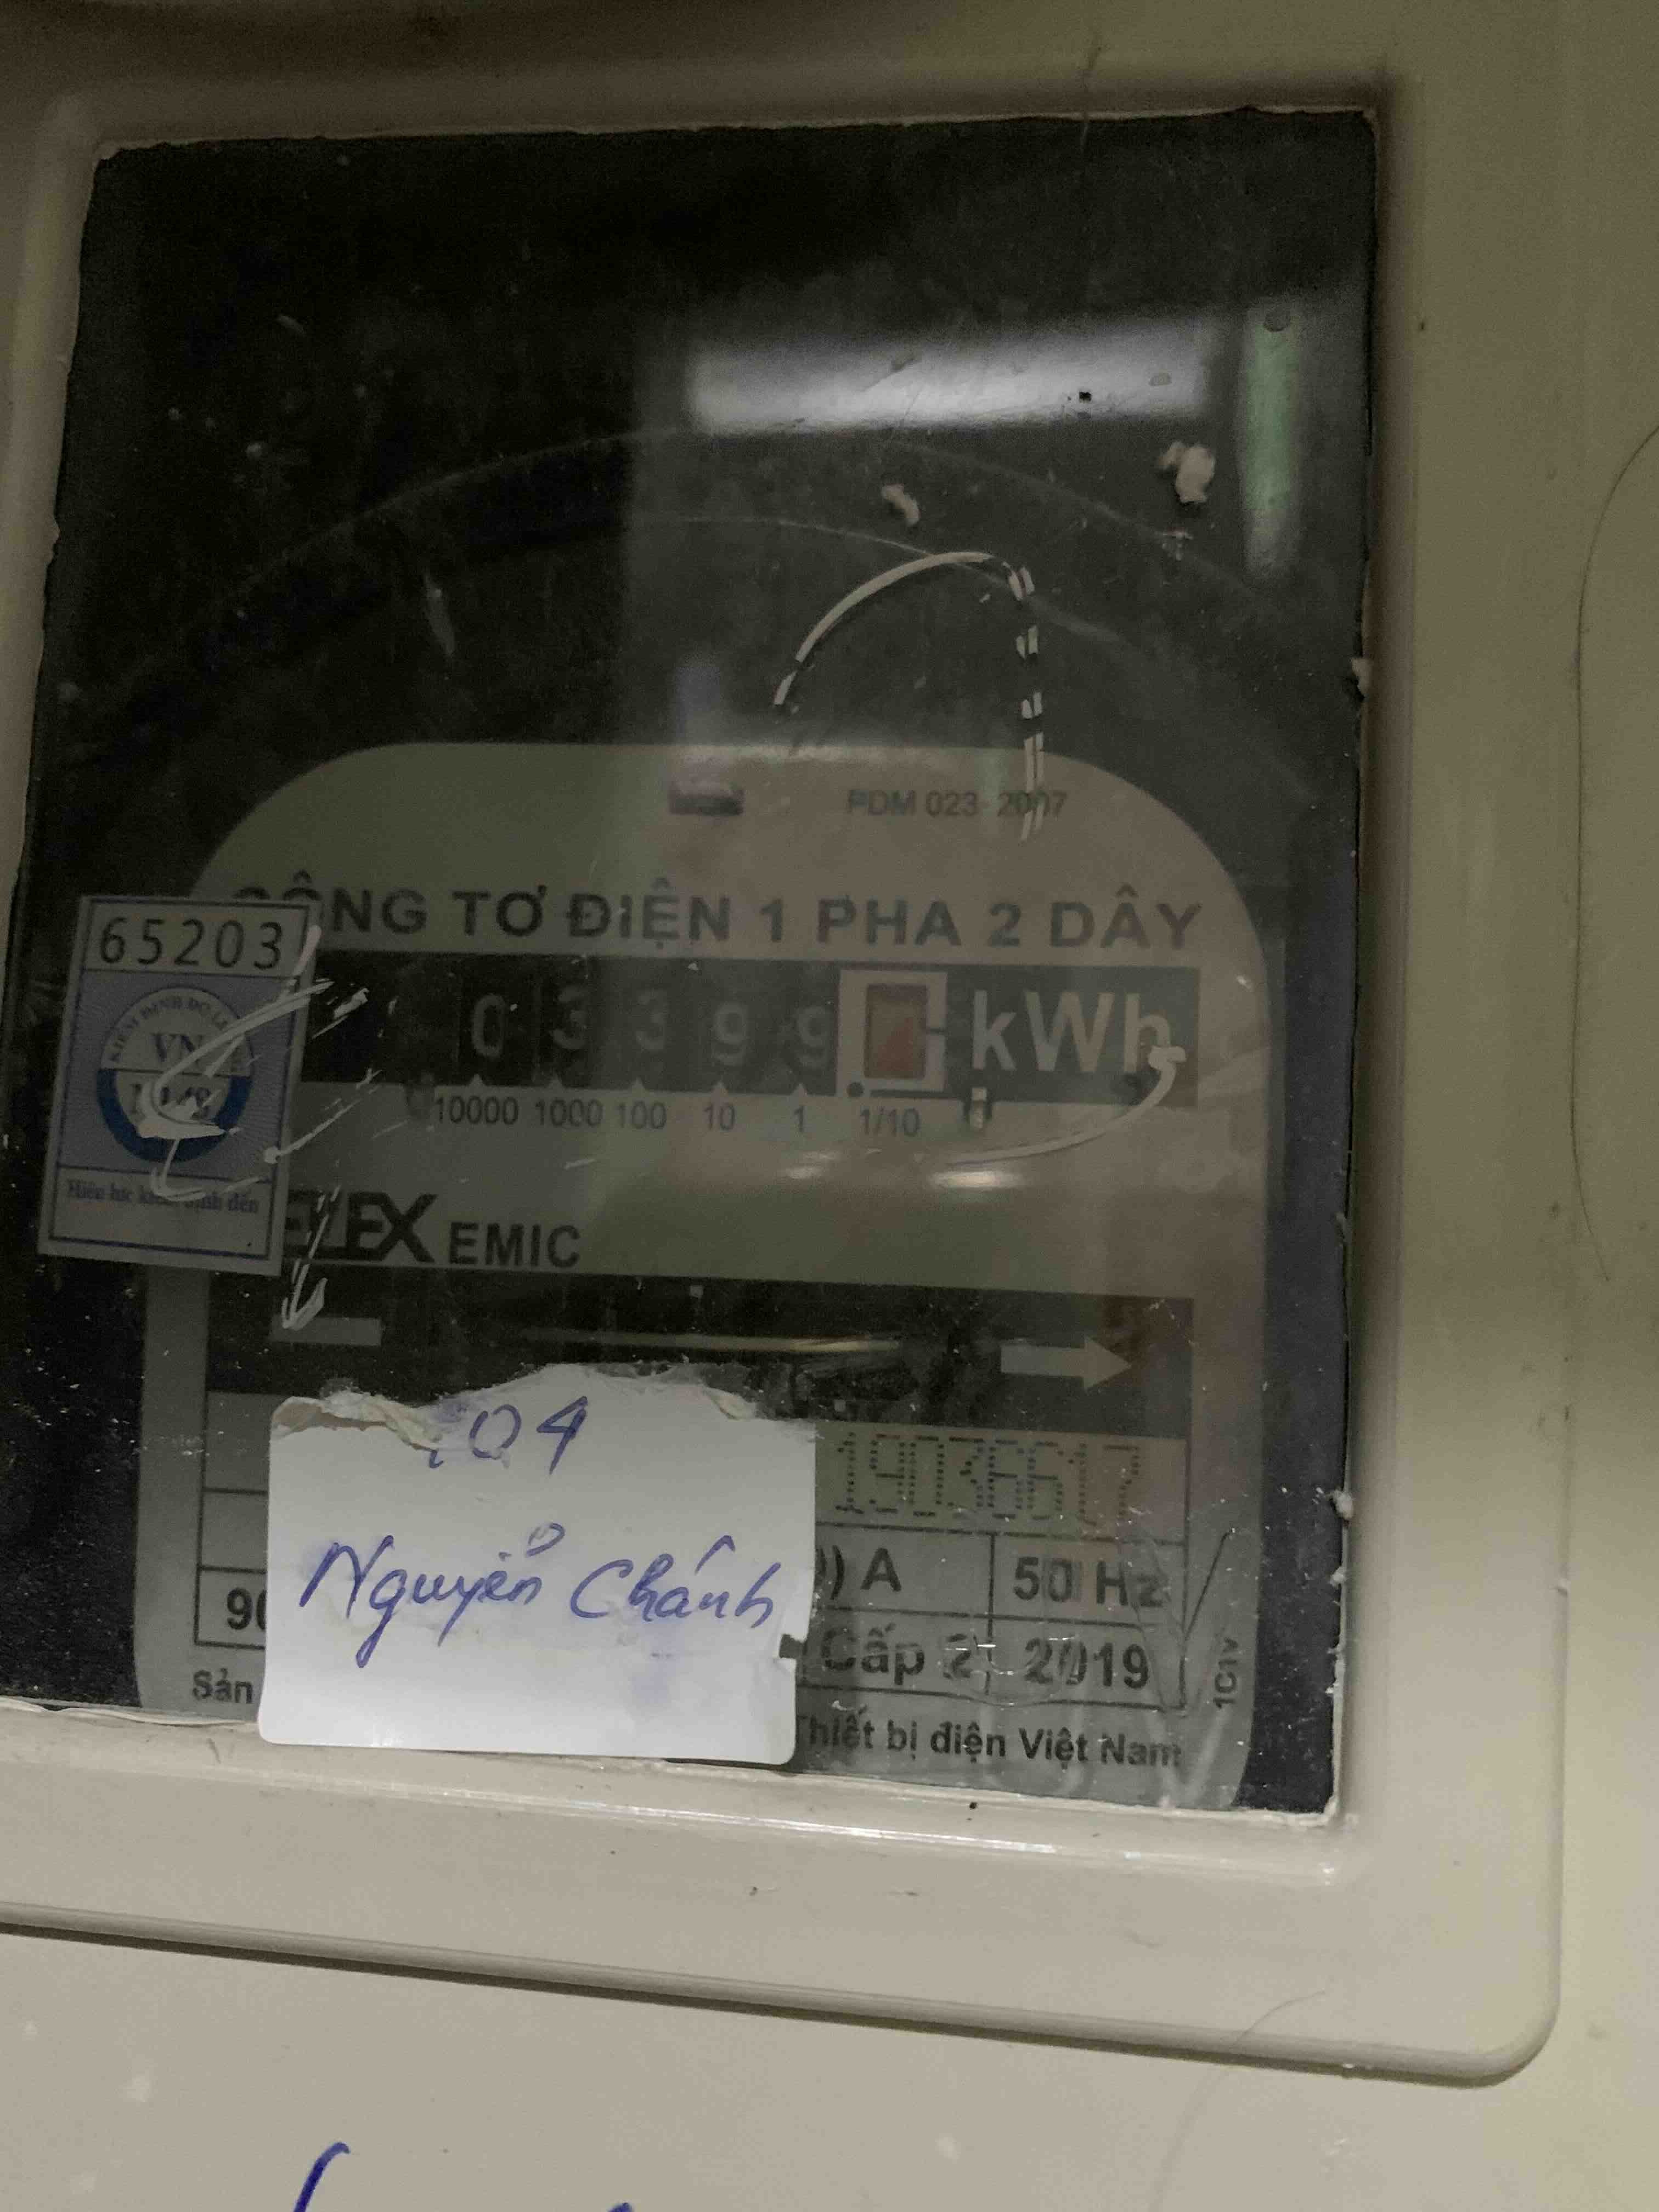 PDM 023-2007
CÔNG TƠ ĐIỆN 1 PHA 2 DÂY
65203
VN
0 3 3 9 9 kWh
10000 1000 100 10 1 1/10
EMIC
04
19036617
Nguyễn Chánh
A 50 Hz
Cấp 2 2019
Sản
Thiết bị điện Việt Nam